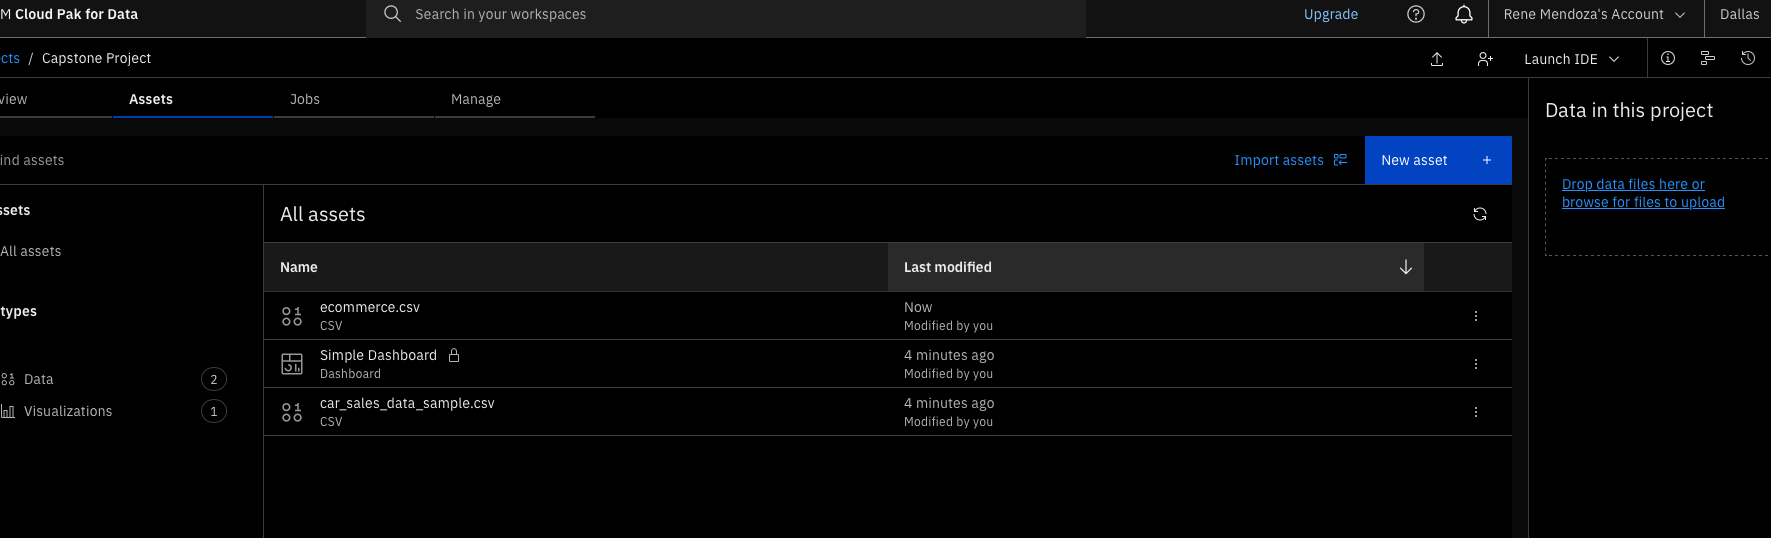 M Cloud Pak for Data
Search in your workspaces
Upgrade
Rene Mendoza's Account
Dallas
cts / Capstone Project
Launch IDE
view
Assets
Jobs
Manage
Data in this project
ind assets
Import assets
New asset +
Drop data files here or
browse for files to upload
ssets
All assets
All assets
Name
Last modified
types
ecommerce.csv
CSV
Now
Modified by you
Simple Dashboard
Dashboard
4 minutes ago
Modified by you
Data 2
Visualizations 1
car_sales_data_sample.csv
CSV
4 minutes ago
Modified by you